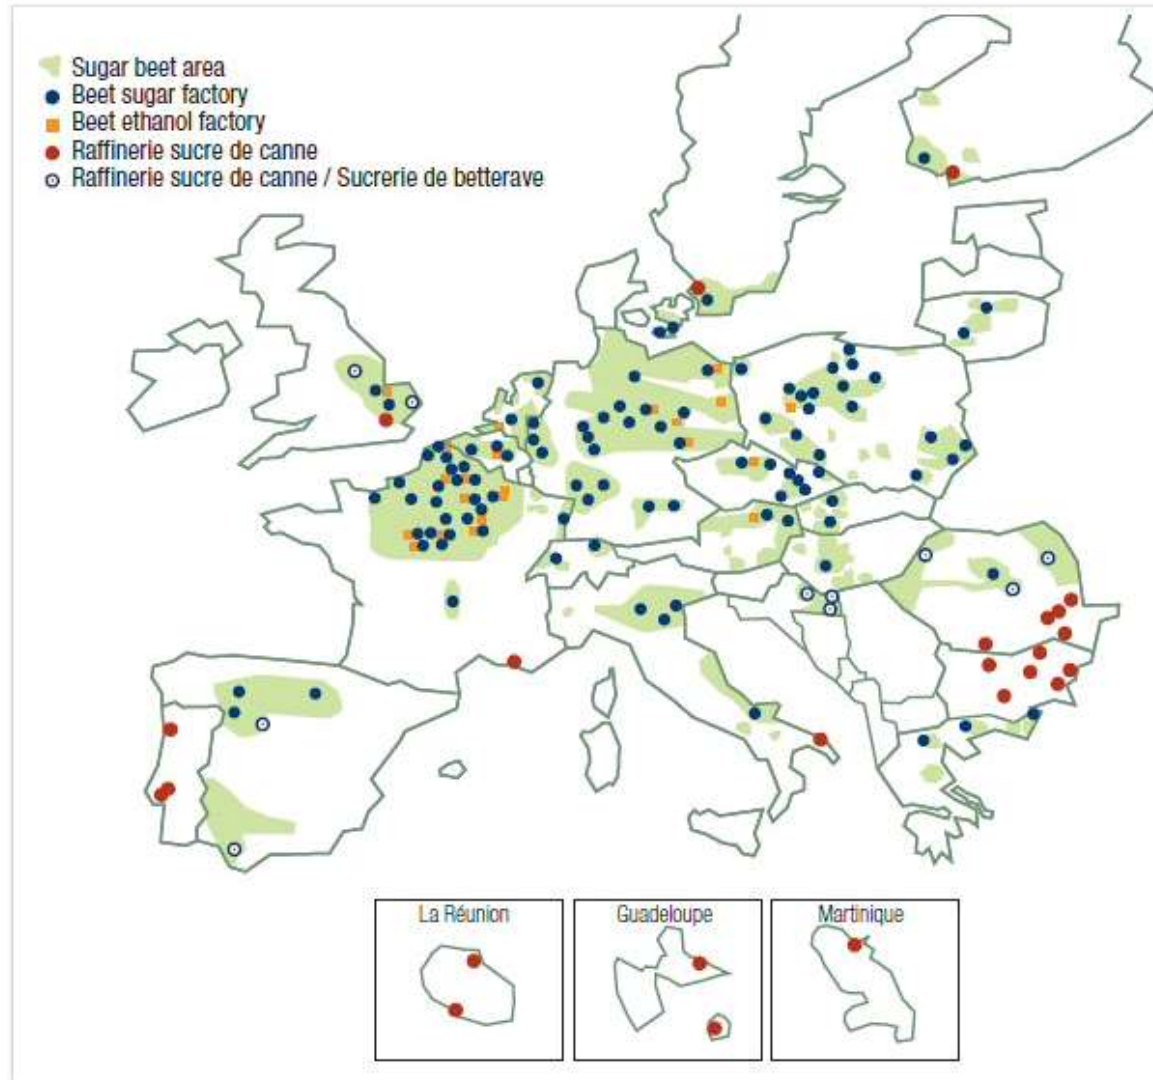 Sugar beet area
Beet sugar factory
Beet ethanol factory
Raffinerie sucre de canne
Raffinerie sucre de canne / Sucrerie de betterave
La Réunion
Guadeloupe
Martinique